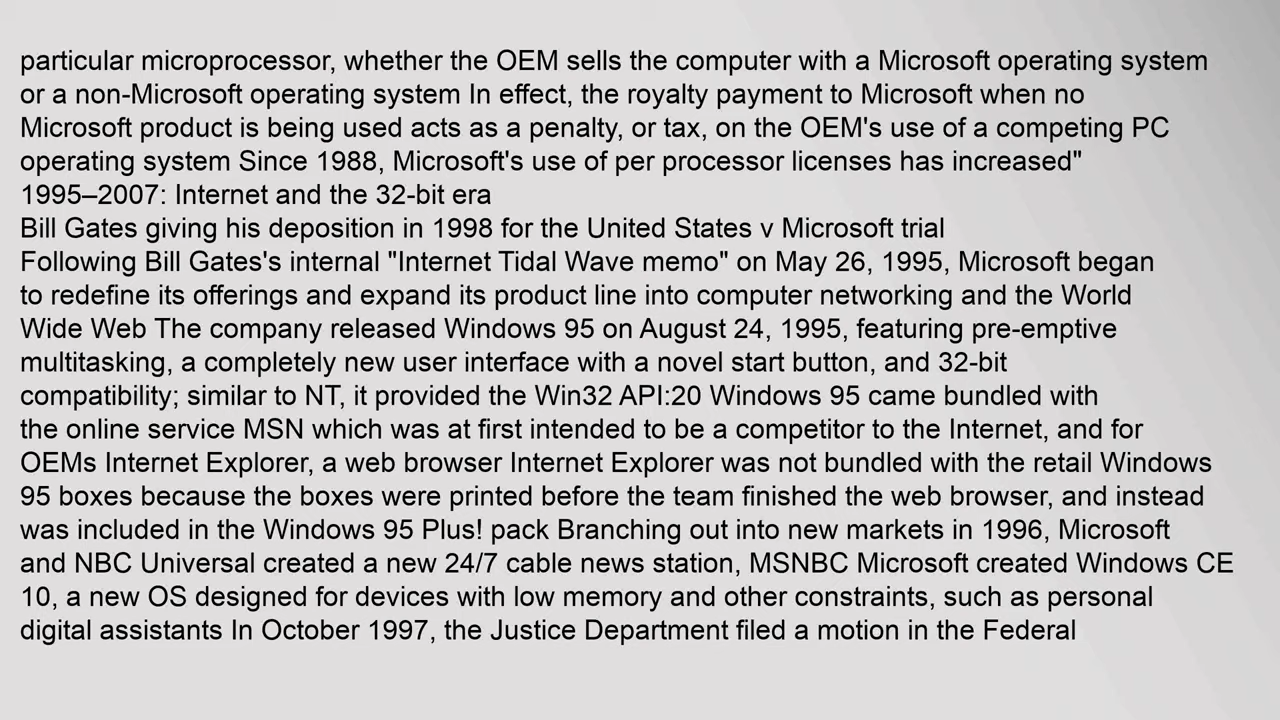 particular microprocessor, whether the OEM sells the computer with a Microsoft operating system
or a non-Microsoft operating system In effect, the royalty payment to Microsoft when no
Microsoft product is being used acts as a penalty, or tax, on the OEM's use of a competing PC
operating system Since 1988, Microsoft's use of per processor licenses has increased"
1995–2007: Internet and the 32-bit era
Bill Gates giving his deposition in 1998 for the United States v Microsoft trial
Following Bill Gates's internal "Internet Tidal Wave memo" on May 26, 1995, Microsoft began
to redefine its offerings and expand its product line into computer networking and the World
Wide Web The company released Windows 95 on August 24, 1995, featuring pre-emptive
multitasking, a completely new user interface with a novel start button, and 32-bit
compatibility; similar to NT, it provided the Win32 API:20 Windows 95 came bundled with
the online service MSN which was at first intended to be a competitor to the Internet, and for
OEMs Internet Explorer, a web browser Internet Explorer was not bundled with the retail Windows
95 boxes because the boxes were printed before the team finished the web browser, and instead
was included in the Windows 95 Plus! pack Branching out into new markets in 1996, Microsoft
and NBC Universal created a new 24/7 cable news station, MSNBC Microsoft created Windows CE
10, a new OS designed for devices with low memory and other constraints, such as personal
digital assistants In October 1997, the Justice Department filed a motion in the Federal